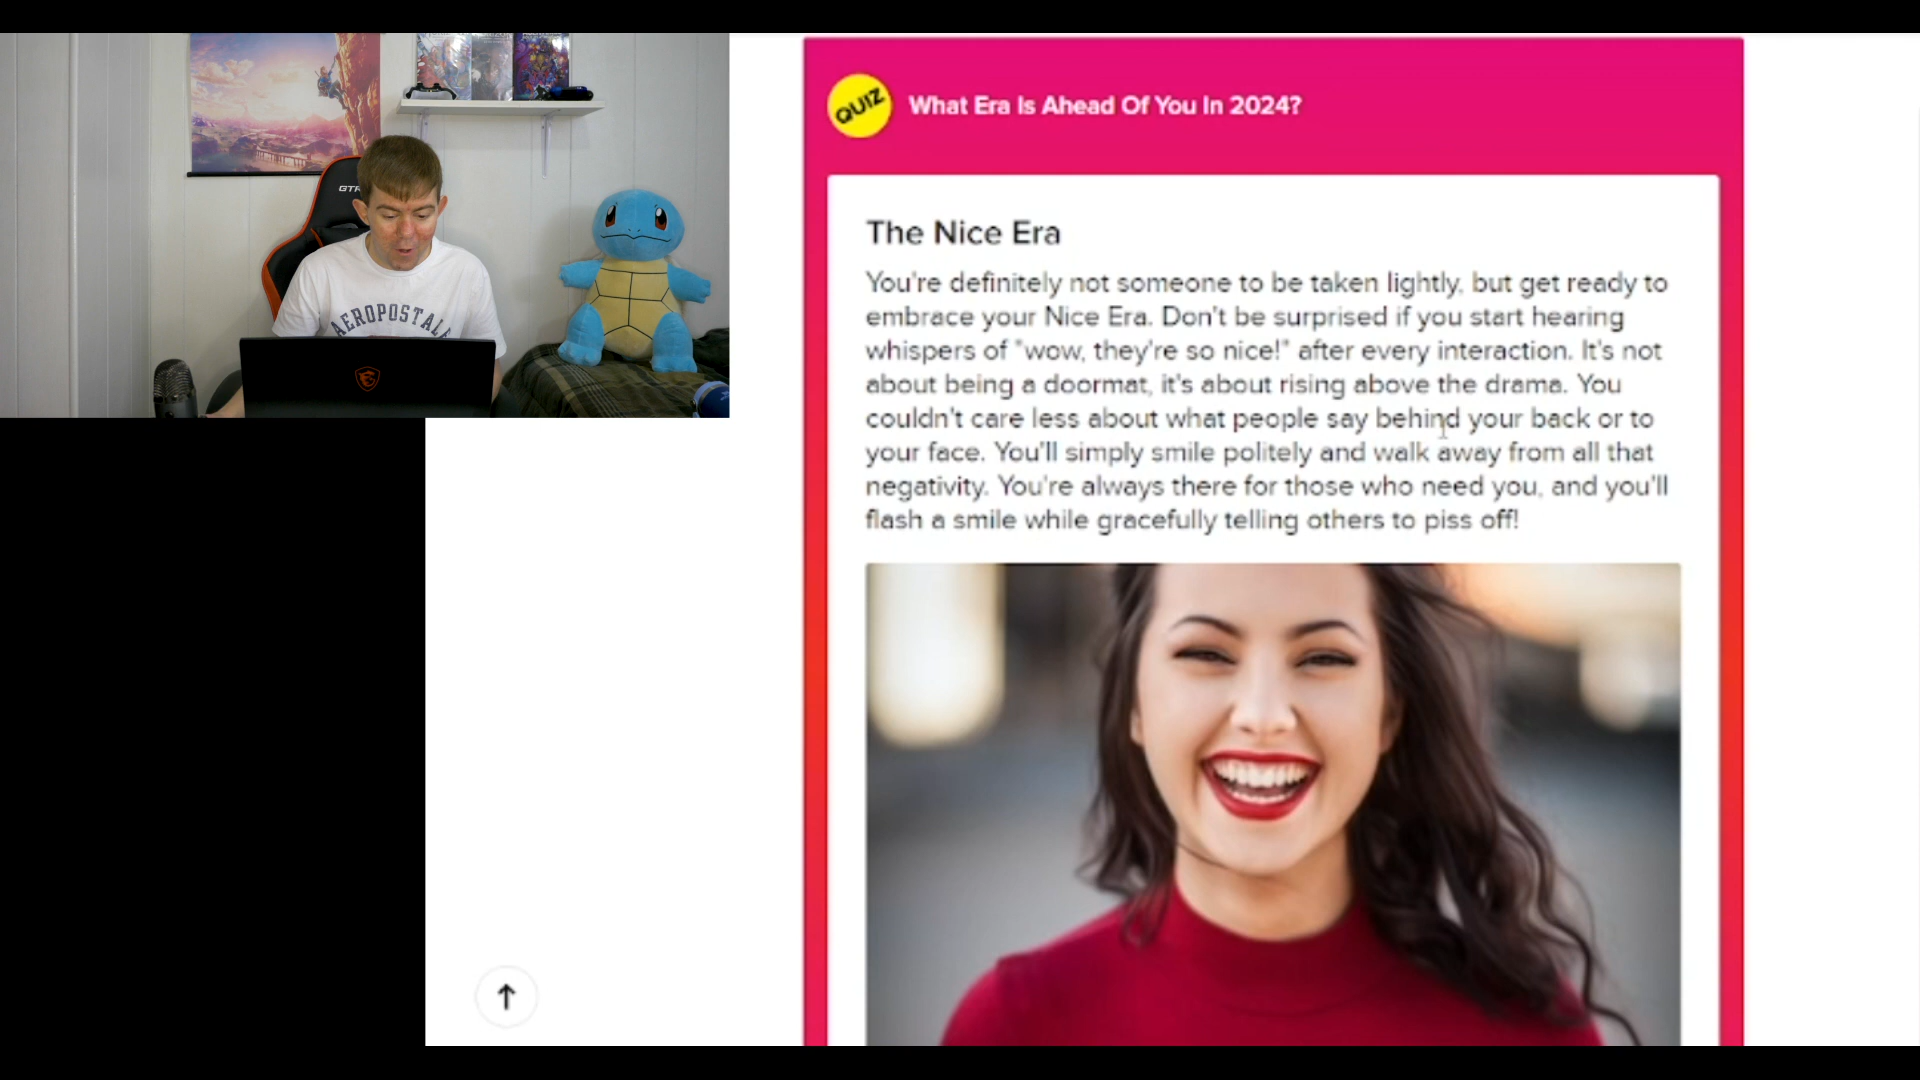 GTR
AEROPOSTALE
QUIZ
What Era Is Ahead Of You In 2024?
The Nice Era
You're definitely not someone to be taken lightly, but get ready to
embrace your Nice Era. Don't be surprised if you start hearing
whispers of "wow, they're so nice!" after every interaction. It's not
about being a doormat, it's about rising above the drama. You
couldn't care less about what people say behind your back or to
your face. You'll simply smile politely and walk away from all that
negativity. You're always there for those who need you, and you'll
flash a smile while gracefully telling others to piss off!